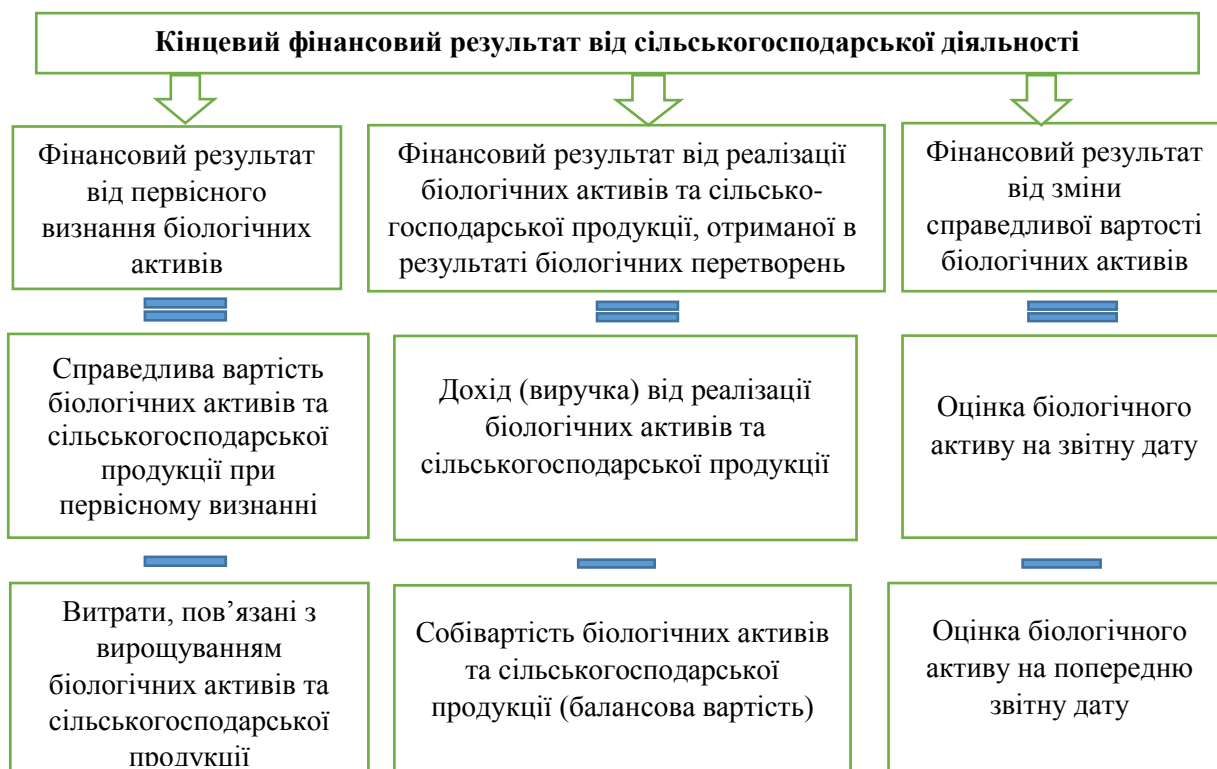 Кінцевий фінансовий результат від сільськогосподарської діяльності
Фінансовий результат
від первісного
визнання біологічних
активів
Фінансовий результат від реалізації
біологічних активів та сільсько-
господарської продукції, отриманої в
результаті біологічних перетворень
Фінансовий результат
від зміни
справедливої вартості
біологічних активів
Справедлива вартість
біологічних активів та
сільськогосподарської
продукції при
первісному визнанні
Дохід (виручка) від реалізації
біологічних активів та
сільськогосподарської продукції
Оцінка біологічного
активу на звітну дату
Витрати, пов’язані з
вирощуванням
біологічних активів та
сільськогосподарської
продукції
Собівартість біологічних активів
та сільськогосподарської
продукції (балансова вартість)
Оцінка біологічного
активу на попередню
звітну дату